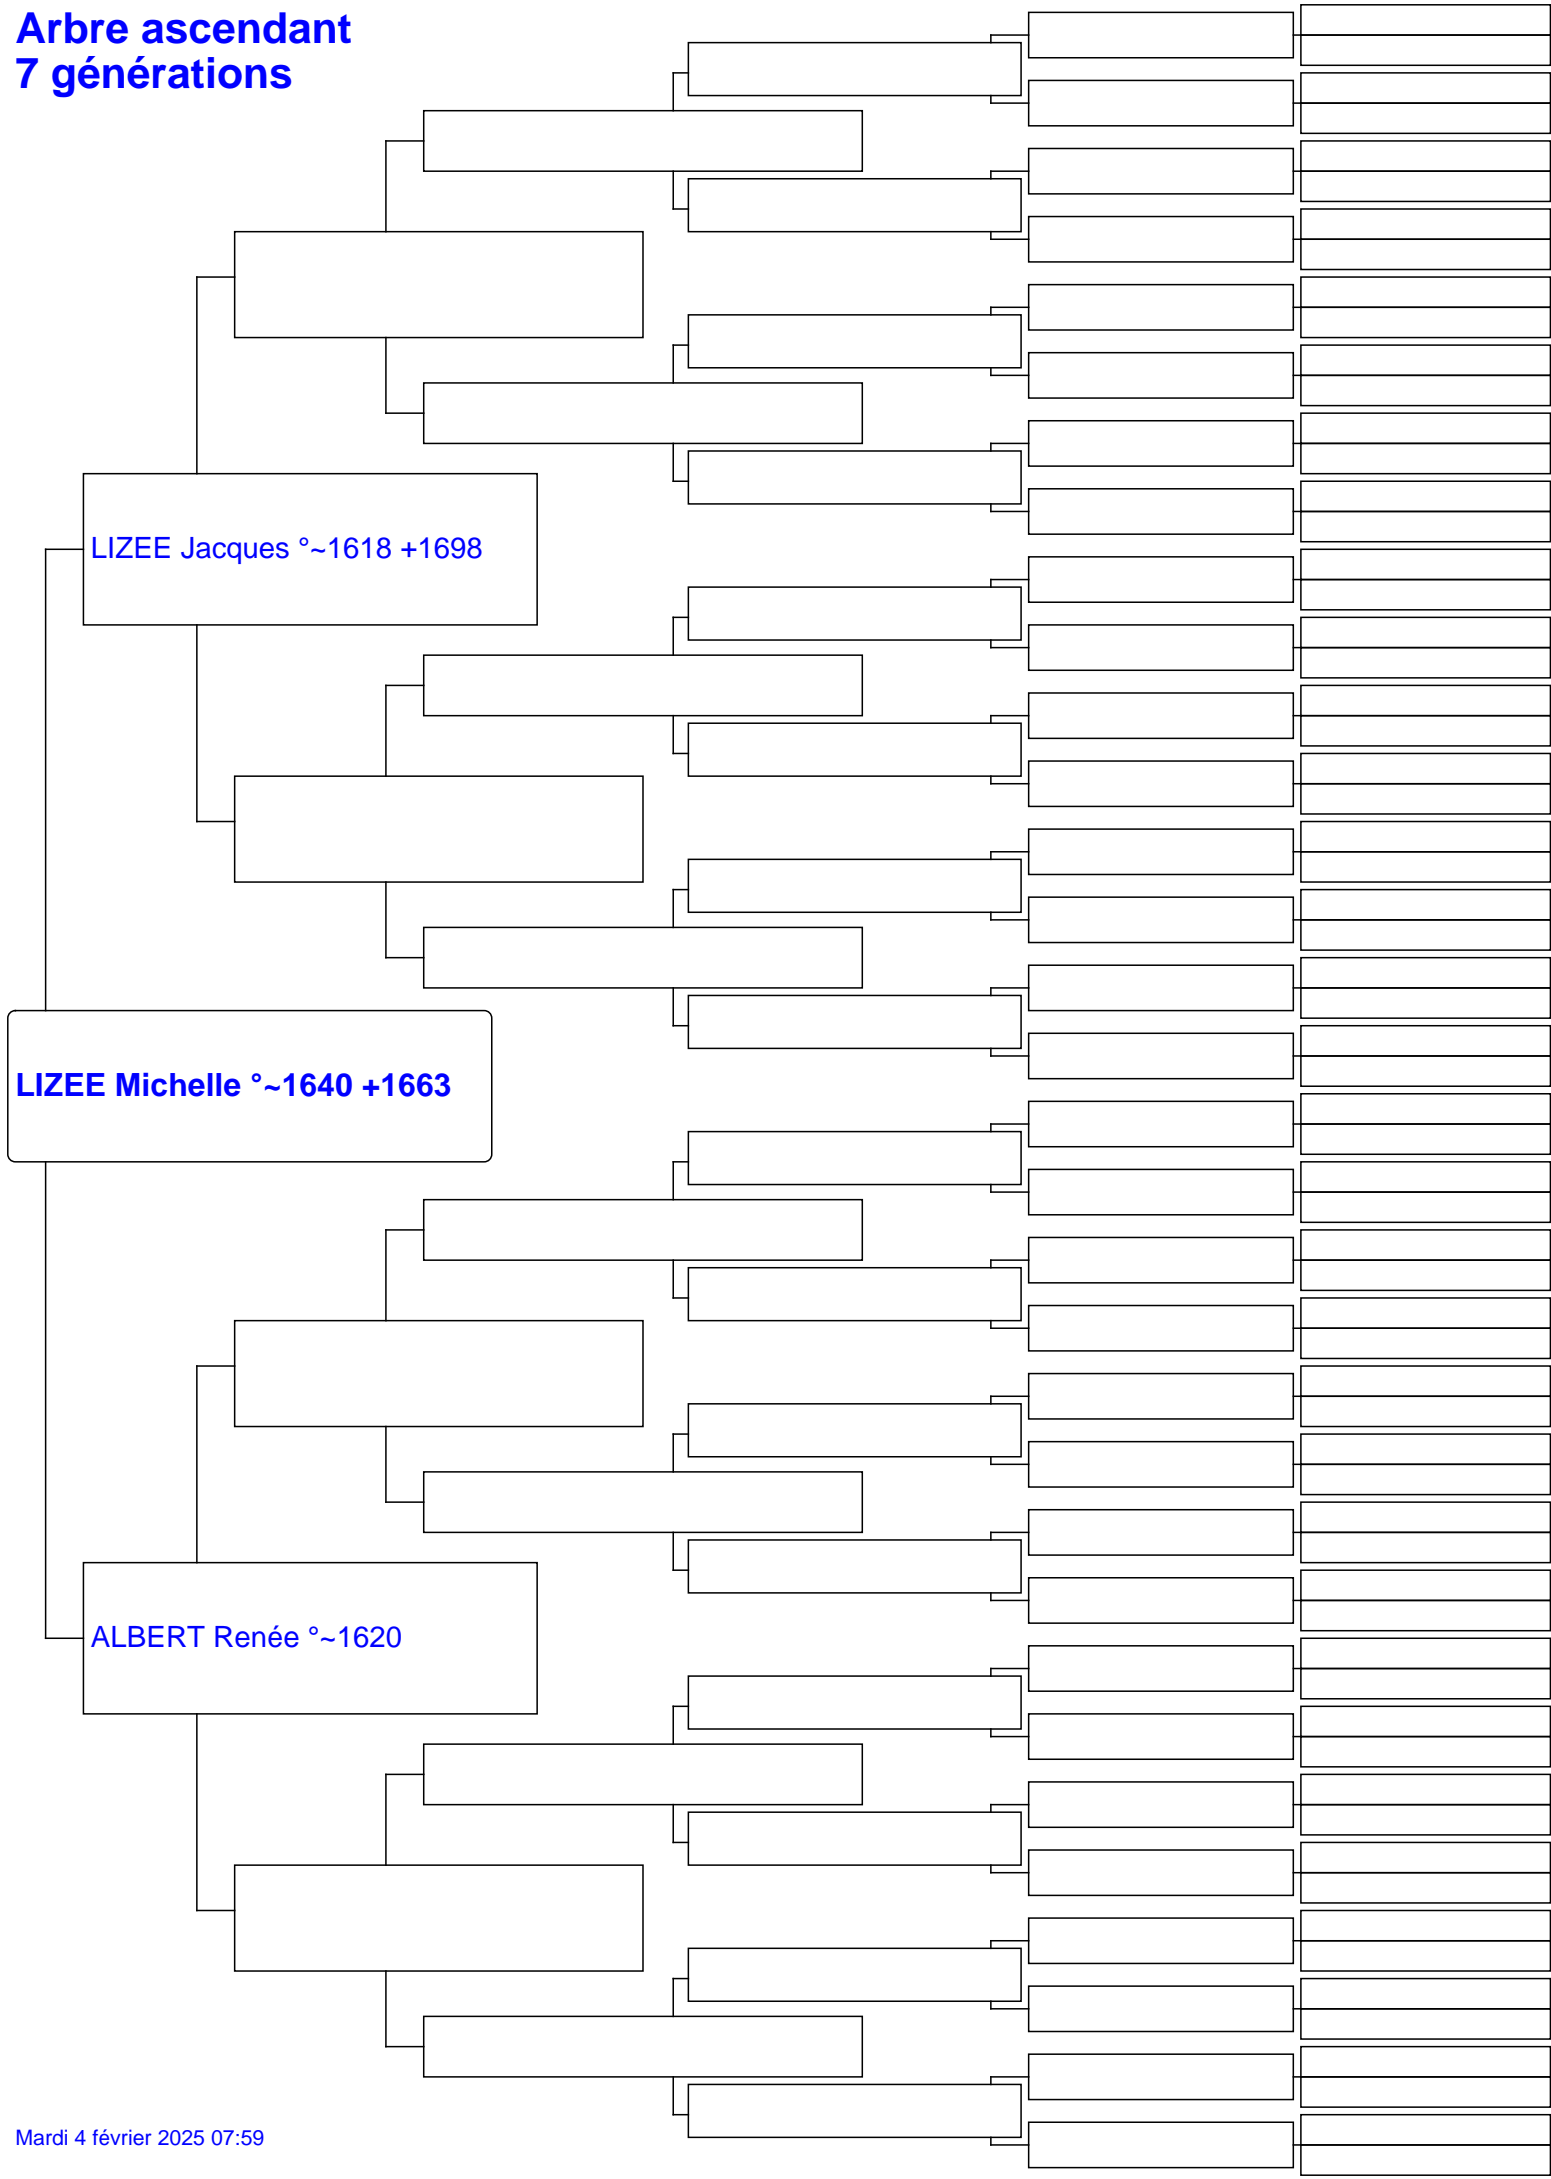 Arbre ascendant
7 générations
LIZEE Jacques °~1618 +1698
LIZEE Michelle °~1640 +1663
ALBERT Renée °~1620
Mardi 4 février 2025 07:59